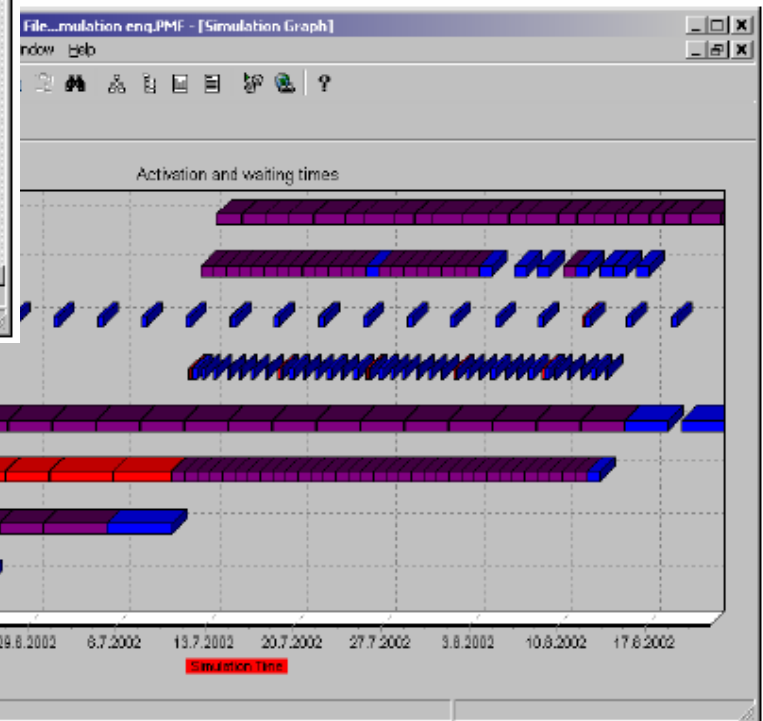 File...mulation eng.PMF - [Simulation Graph]
ndow Help
Activation and waiting times
29.6.2002 6.7.2002 13.7.2002 20.7.2002 27.7.2002 3.8.2002 10.8.2002 17.8.2002
Simulation Time